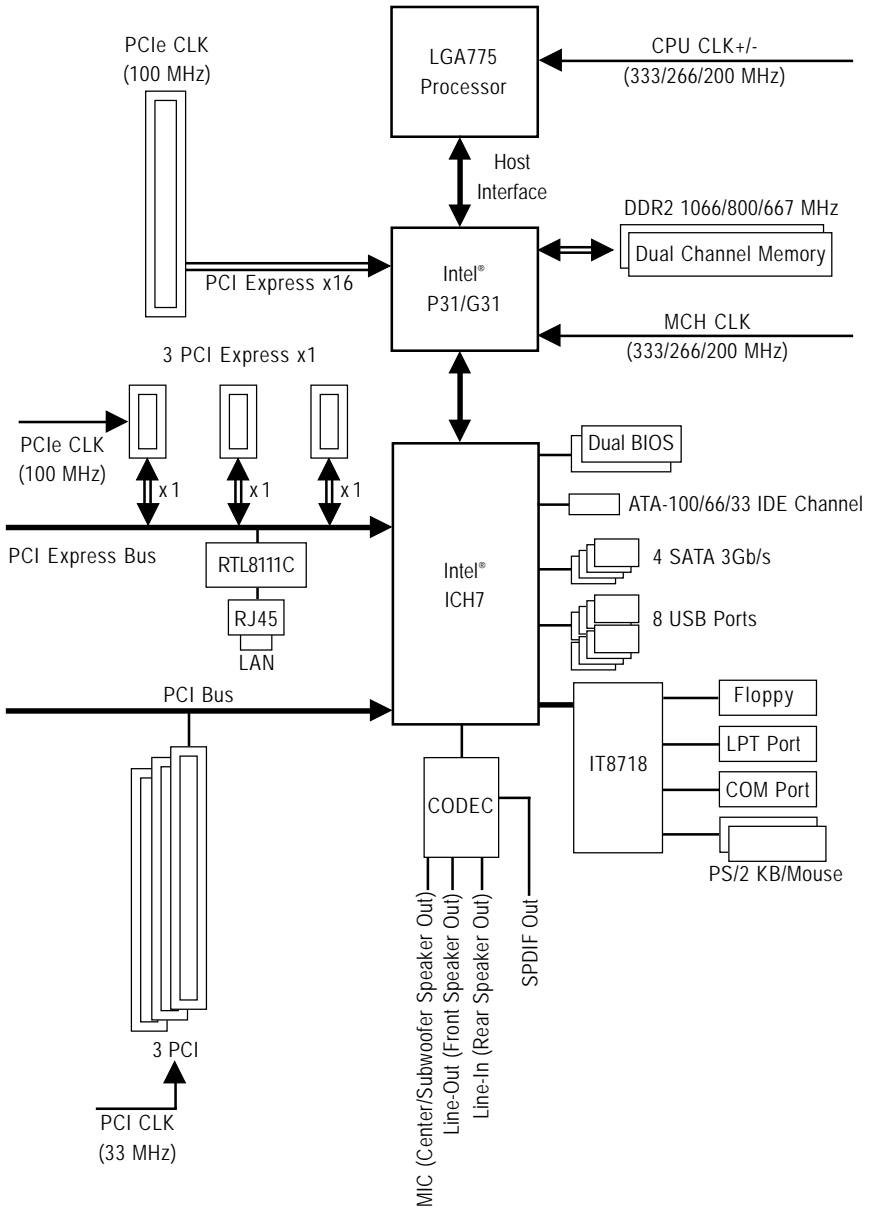 PCIe CLK
(100 MHz)
LGA775
Processor
CPU CLK+/-
(333/266/200 MHz)
Host
Interface
DDR2 1066/800/667 MHz
Dual Channel Memory
Intel®
P31/G31
PCI Express x16
MCH CLK
(333/266/200 MHz)
3 PCI Express x1
PCIe CLK
(100 MHz)
x1
x1
x1
PCI Express Bus
RTL8111C
RJ45
LAN
Intel®
ICH7
Dual BIOS
ATA-100/66/33 IDE Channel
4 SATA 3Gb/s
8 USB Ports
PCI Bus
IT8718
Floppy
LPT Port
COM Port
PS/2 KB/Mouse
CODEC
MIC (Center/Subwoofer Speaker Out)
Line-Out (Front Speaker Out)
Line-In (Rear Speaker Out)
SPDIF Out
3 PCI
PCI CLK
(33 MHz)